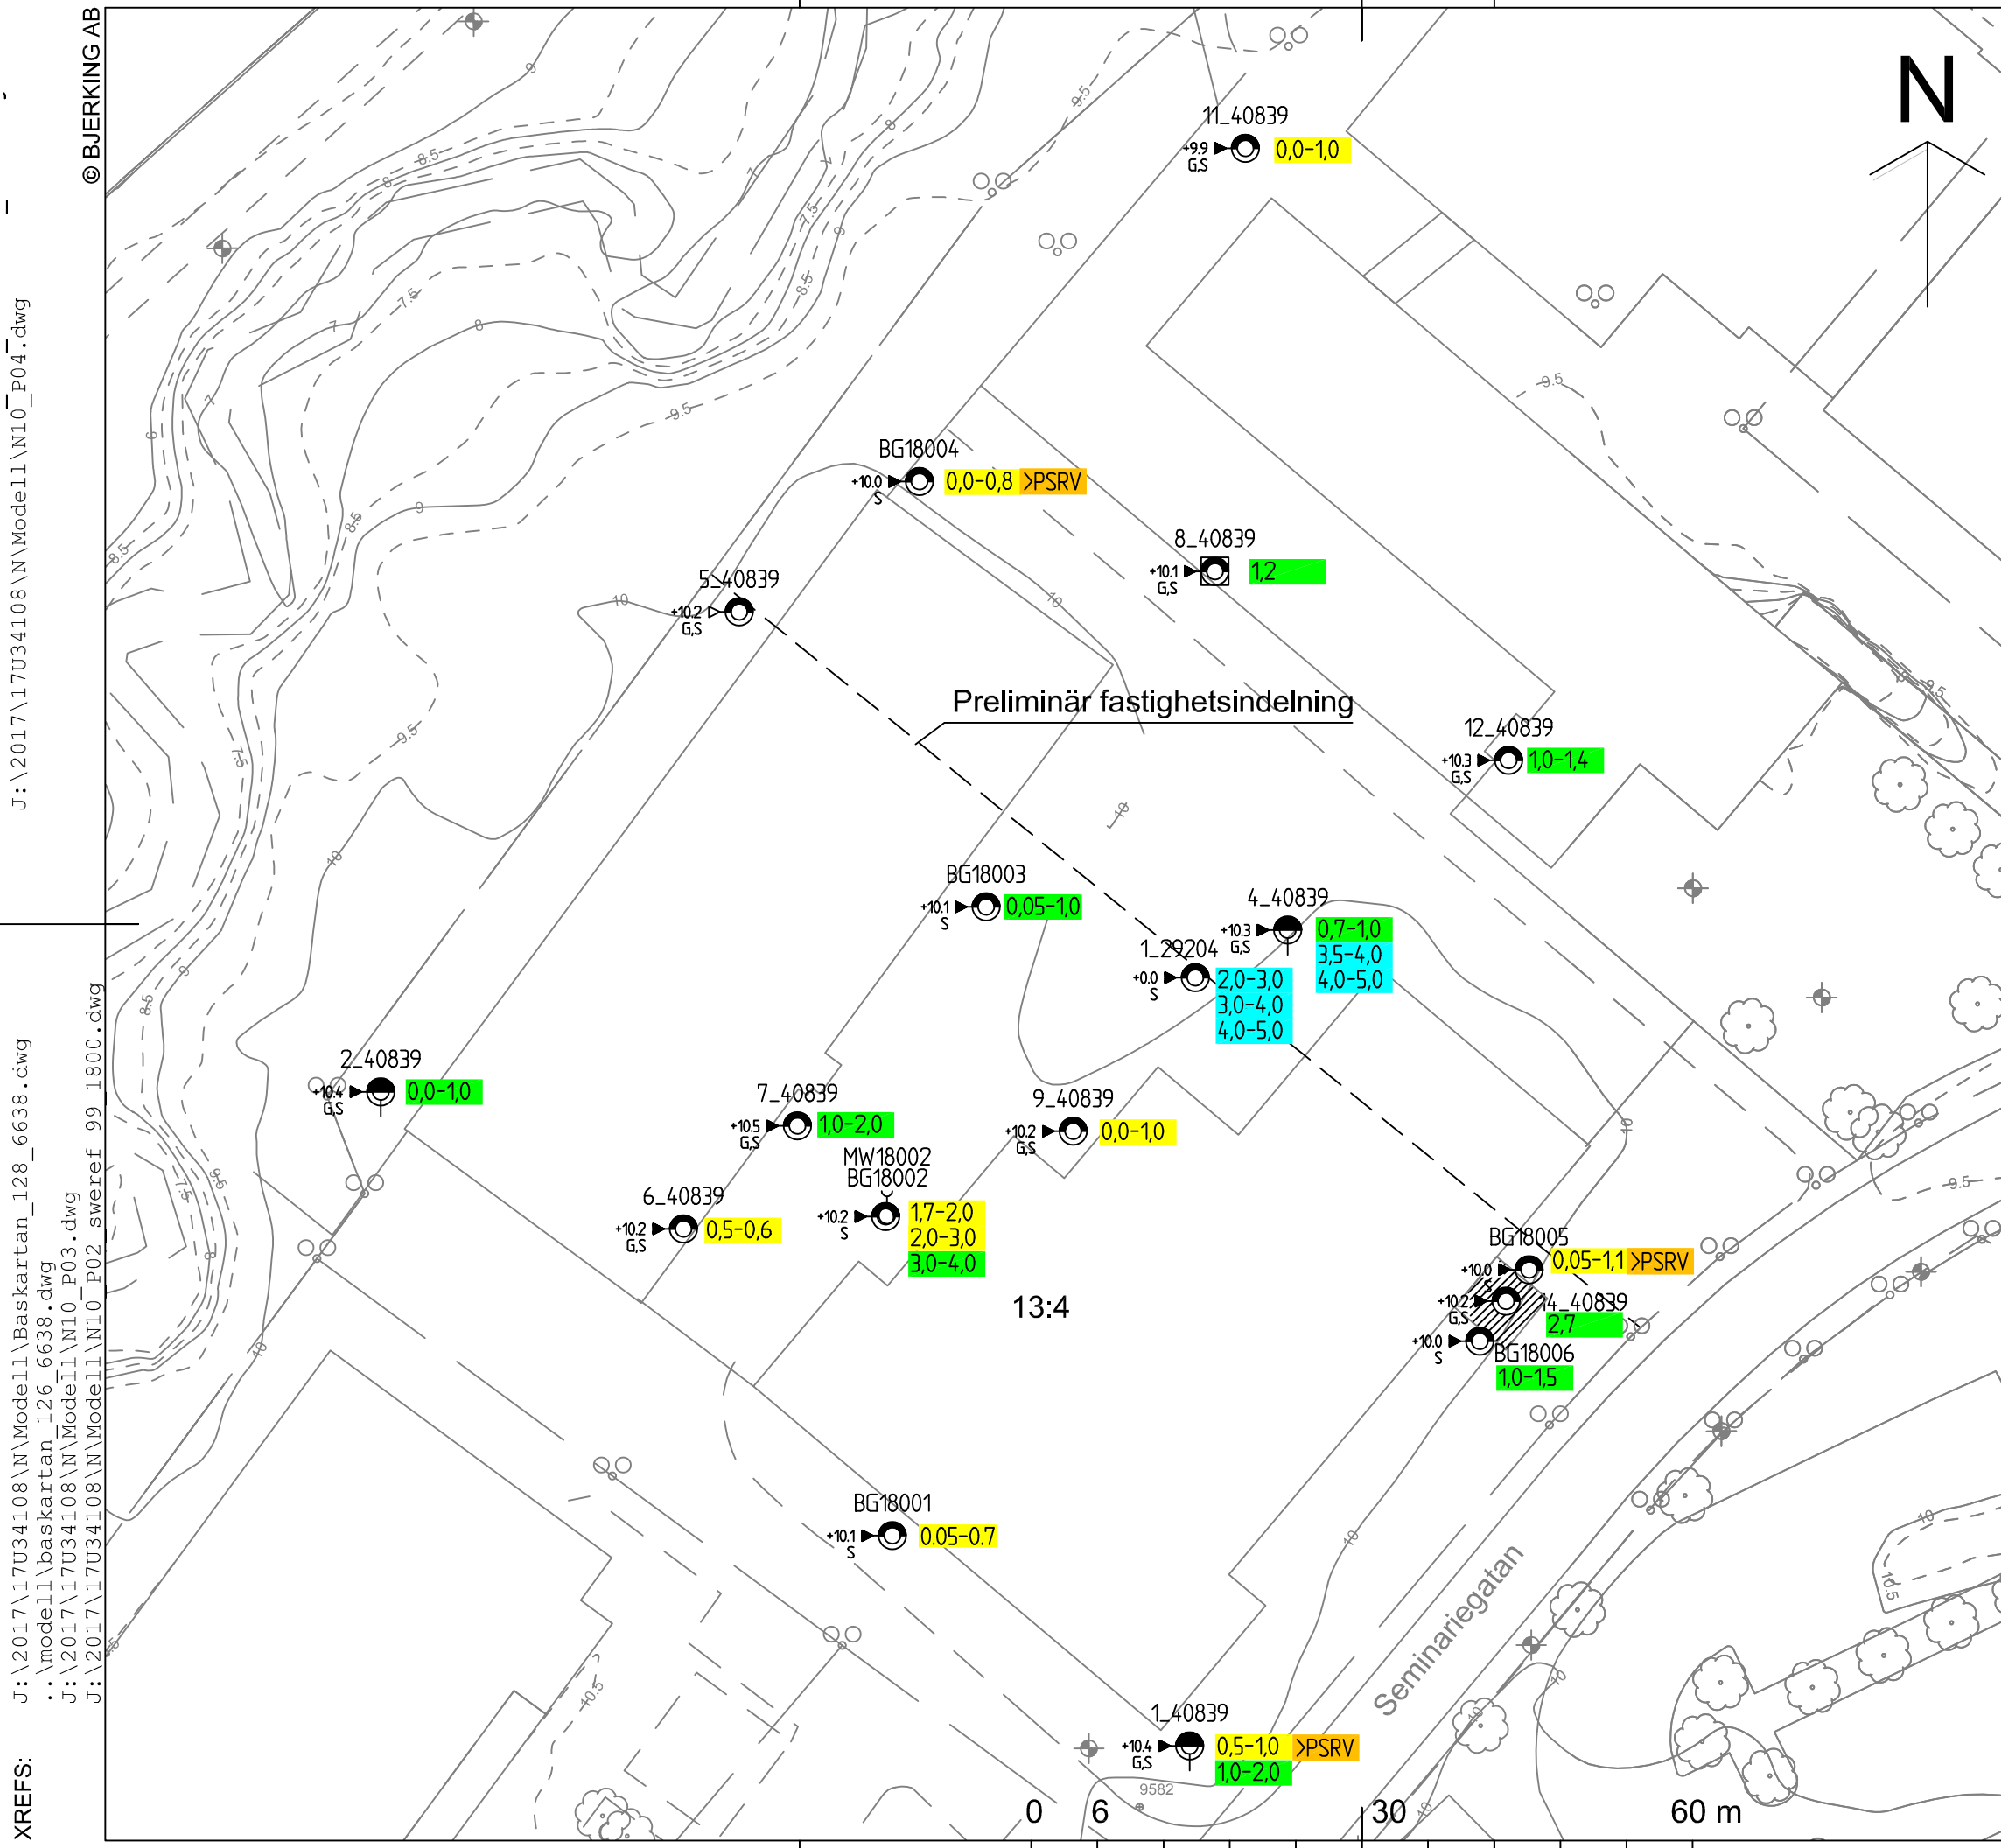 © BJERKING AB
N
11_40839
+9.9
G,S
0,0-1,0
BG18004
+10.0
S
0,0-0,8 >PSRV
8_40839
+10.1
G,S
1,2
5_40839
+10.2
G,S
Preliminär fastighetsindelning
12_40839
+10.3
G,S
1,0-1,4
BG18003
+10.1
S
0,05-1,0
4_40839
+10.3
G,S
0,7-1,0
3,5-4,0
4,0-5,0
1_29204
+0.0
S
2,0-3,0
3,0-4,0
4,0-5,0
2_40839
+10.4
G,S
0,0-1,0
7_40839
+10.5
G,S
1,0-2,0
9_40839
+10.2
G,S
0,0-1,0
MW18002
BG18002
+10.2
S
1,7-2,0
2,0-3,0
3,0-4,0
6_40839
+10.2
G,S
0,5-0,6
13:4
BG18005
+10.0
S
0,05-1,1 >PSRV
14_40839
+10.2
G,S
2,7
BG18006
+10.0
S
1,0-1,5
BG18001
+10.1
S
0.05-0.7
Seminariegatan
1_40839
+10.4
G,S
0,5-1,0 >PSRV
1,0-2,0
9582
0 6 30 60 m
XREFS:
J:\2017\17U34108\N\Modell\Baskartan_128_6638.dwg
..\modell\baskartan_126_6638.dwg
J:\2017\17U34108\N\Modell\N10_P03.dwg
J:\2017\17U34108\N\Modell\N10_P02 sweref 99 1800.dwg
J:\2017\17U34108\N\Modell\N10_P04.dwg